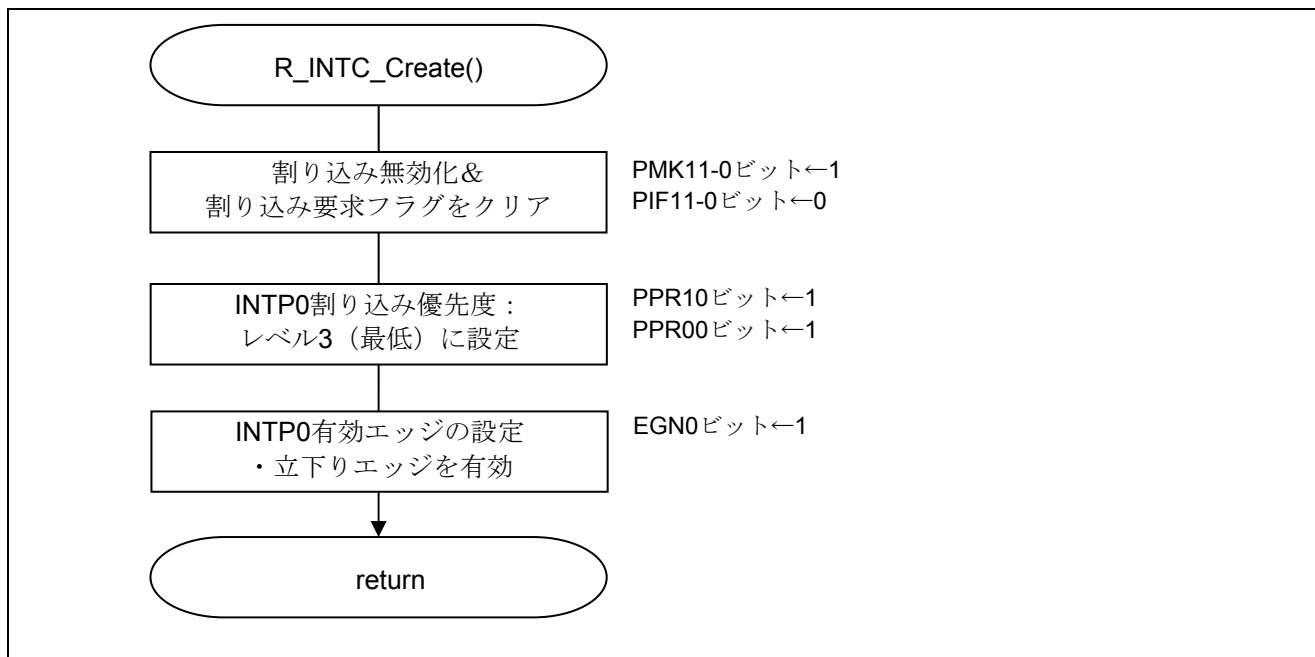 R_INTC_Create()
割り込み無効化＆
割り込み要求フラグをクリア
PMK11-0ビット←1
PIF11-0ビット←0
INTP0割り込み優先度：
レベル3（最低）に設定
PPR10ビット←1
PPR00ビット←1
INTP0有効エッジの設定
・立下りエッジを有効
EGN0ビット←1
return